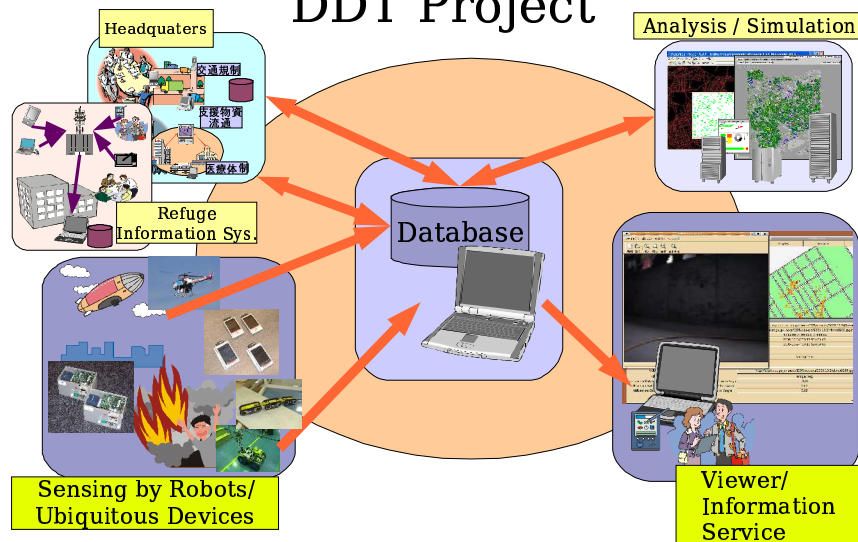 DDT Project
Headquaters
Analysis / Simulation
交通規制
支援物資
流通
医療体制
Refuge
Information Sys.
Database
Sensing by Robots/
Ubiquitous Devices
Viewer/
Information
Service